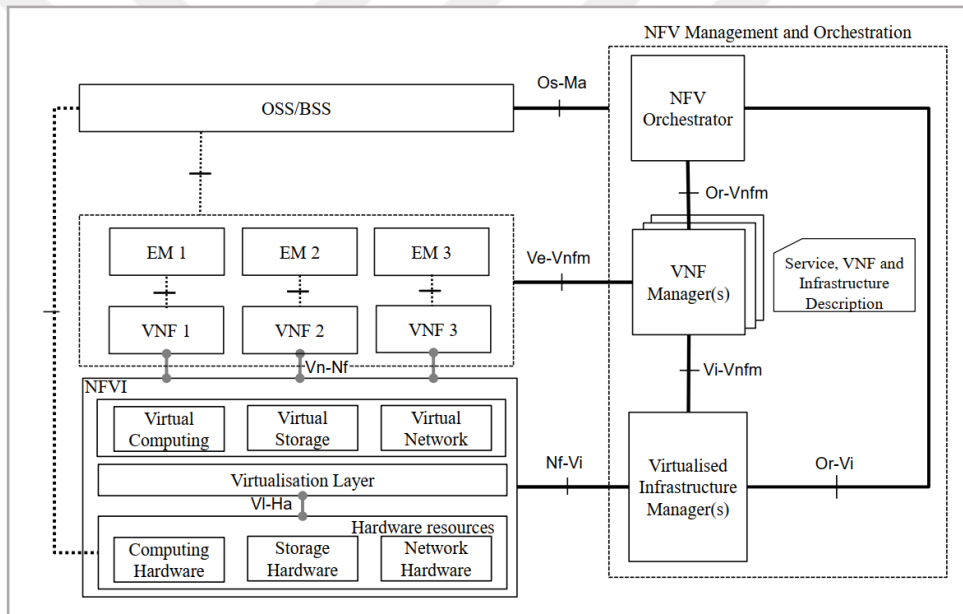 NFV Management and Orchestration
Os-Ma
OSS/BSS
NFV
Orchestrator
Or-Vnfm
EM 1
EM 2
EM 3
Ve-Vnfm
VNF
Manager(s)
Service, VNF and
Infrastructure
Description
VNF 1
VNF 2
VNF 3
Vn-Nf
Vi-Vnfm
NFVI
Virtual
Computing
Virtual
Storage
Virtual
Network
Nf-Vi
Virtualised
Infrastructure
Manager(s)
Or-Vi
Virtualisation Layer
Vl-Ha
Hardware resources
Computing
Hardware
Storage
Hardware
Network
Hardware